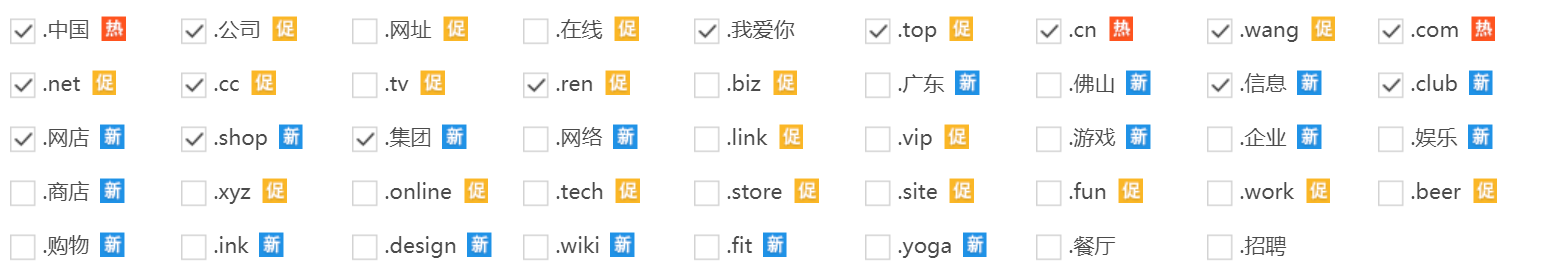 .中国 热 .公司 促 .网址 促 .在线 促 .我爱你 .top 促 .cn 热 .wang 促 .com 热
.net 促 .cc 促 .tv 促 .ren 促 .biz 促 .广东 新 .佛山 新 .信息 新 .club 新
.网店 新 .shop 新 .集团 新 .网络 新 .link 促 .vip 促 .游戏 新 .企业 新 .娱乐 新
.商店 新 .xyz 促 .online 促 .tech 促 .store 促 .site 促 .fun 促 .work 促 .beer 促
.购物 新 .ink 新 .design 新 .wiki 新 .fit 新 .yoga 新 .餐厅 .招聘